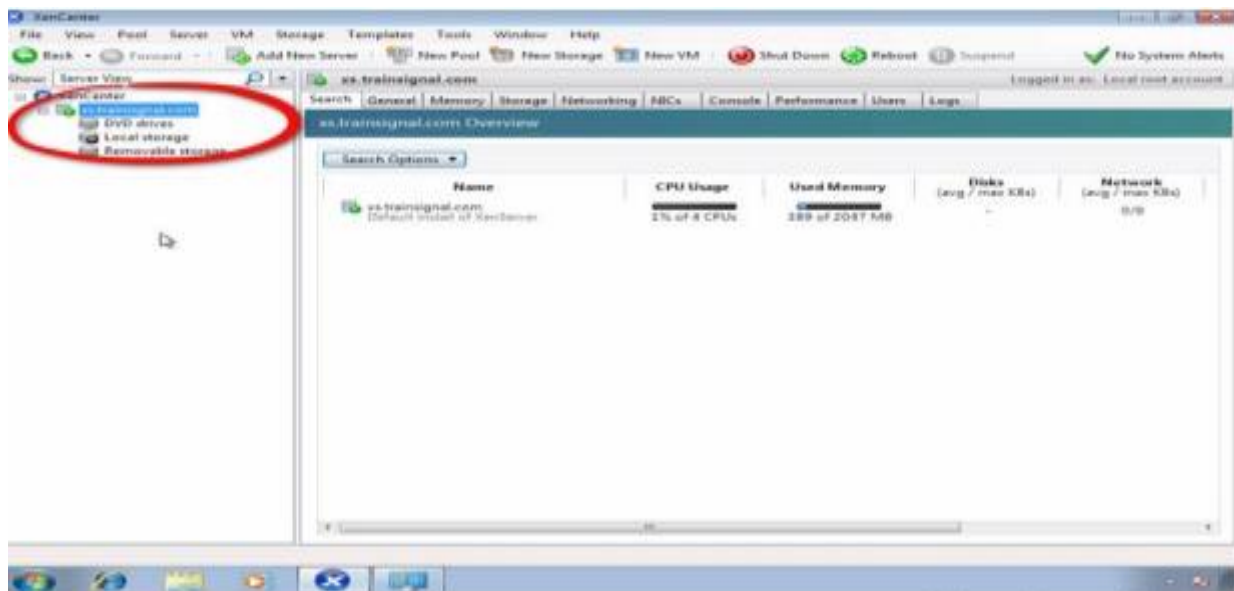 XenCenter
File View Pool Server VM Storage Templates Tools Window Help
Back Forward Add New Server New Pool New Storage New VM Shut Down Reboot Suspend No System Alerts
Show: Server View
xs.trainsignal.com Logged in as: Local root account
XenCenter
xs.trainsignal.com
DVD drives
Local storage
Removable storage
Search General Memory Storage Networking NICs Console Performance Users Logs
xs.trainsignal.com Overview
Search Options
Name CPU Usage Used Memory Disks (avg / max KBs) Network (avg / max KBs)
xs.trainsignal.com
Default install of XenServer
1% of 4 CPUs 389 of 2047 MB - 0/0